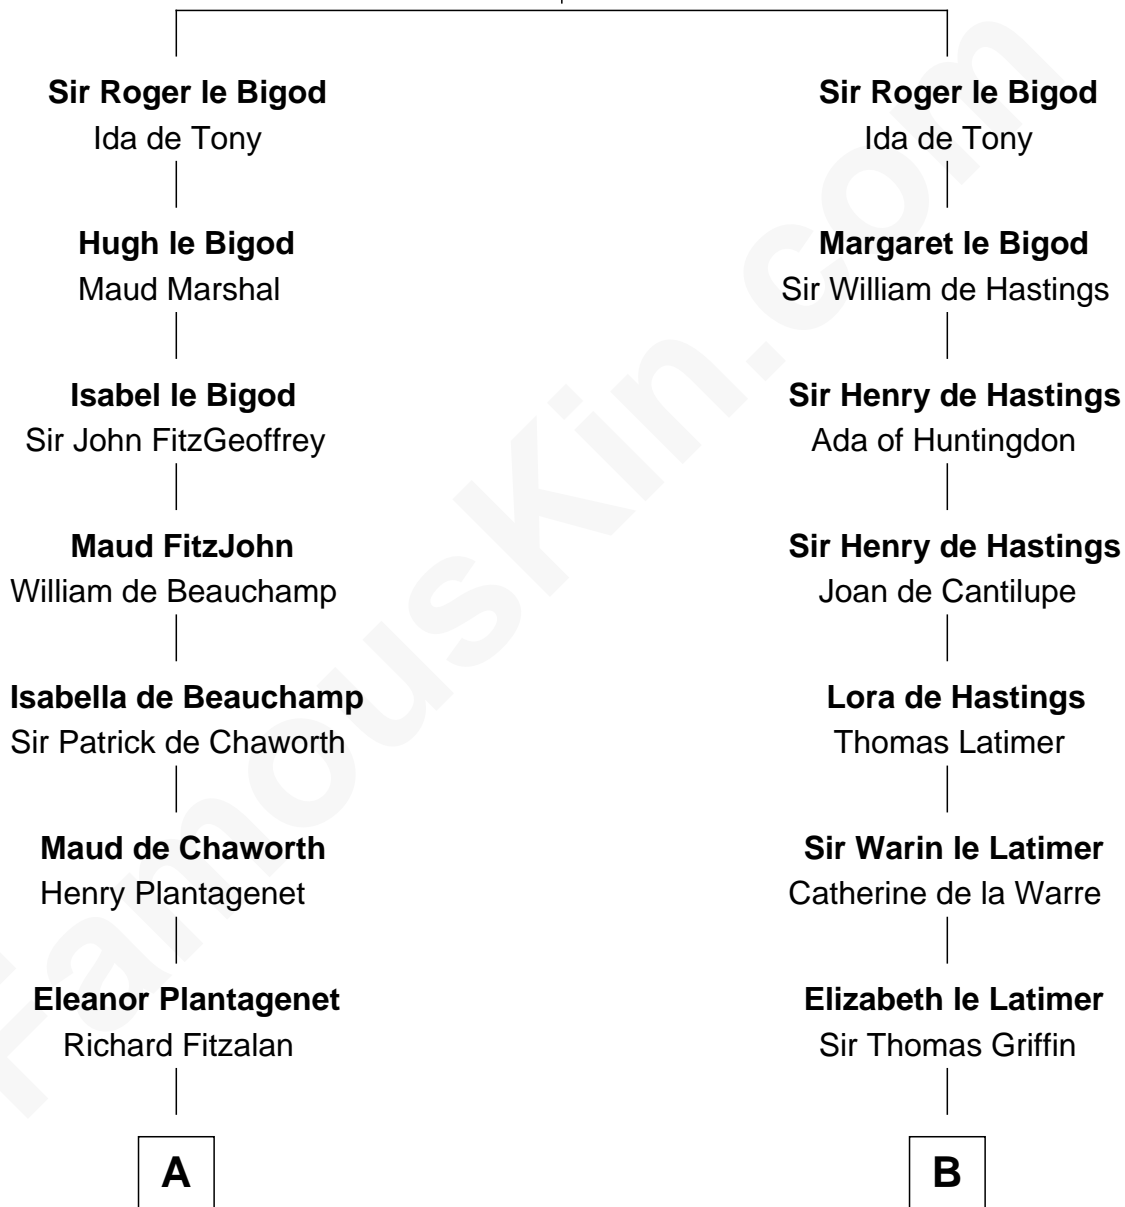 Sir Roger le Bigod
Ida de Tony
Hugh le Bigod
Maud Marshal
Isabel le Bigod
Sir John FitzGeoffrey
Maud FitzJohn
William de Beauchamp
Isabella de Beauchamp
Sir Patrick de Chaworth
Maud de Chaworth
Henry Plantagenet
Eleanor Plantagenet
Richard Fitzalan
A
Sir Roger le Bigod
Ida de Tony
Margaret le Bigod
Sir William de Hastings
Sir Henry de Hastings
Ada of Huntingdon
Sir Henry de Hastings
Joan de Cantilupe
Lora de Hastings
Thomas Latimer
Sir Warin le Latimer
Catherine de la Warre
Elizabeth le Latimer
Sir Thomas Griffin
B
FamousKin.com